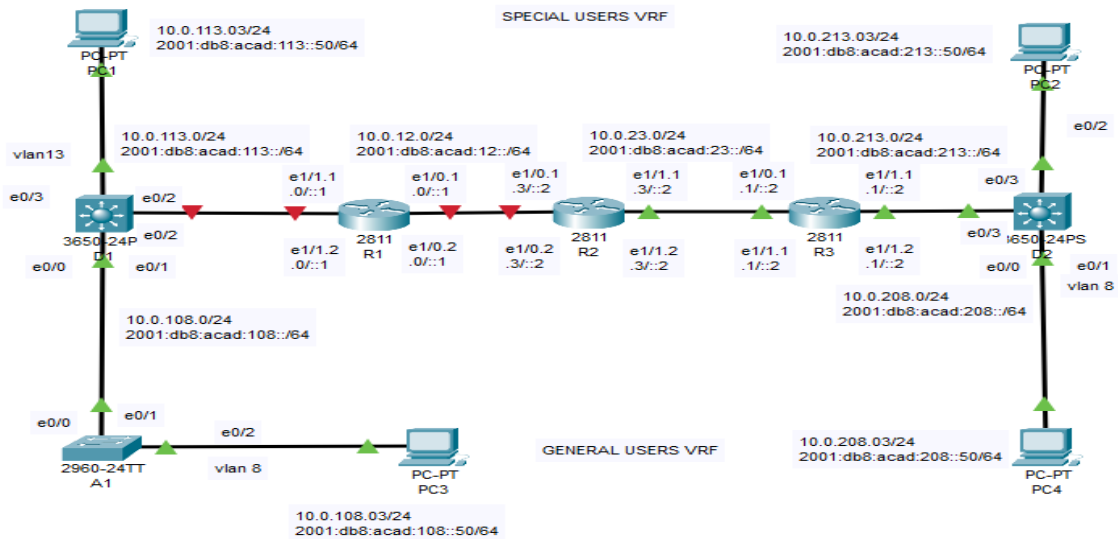 SPECIAL USERS VRF
10.0.113.03/24
2001:db8:acad:113::50/64
PC-PT
PC1
10.0.213.03/24
2001:db8:acad:213::50/64
PC-PT
PC2
e0/2
vlan13
10.0.113.0/24
2001:db8:acad:113::/64
10.0.12.0/24
2001:db8:acad:12::/64
10.0.23.0/24
2001:db8:acad:23::/64
10.0.213.0/24
2001:db8:acad:213::/64
e0/3
e0/2
e1/1.1
.0/::1
e1/0.1
.0/::1
e1/0.1
.3/::2
e1/1.1
.3/::2
e1/0.1
.1/::2
e1/1.1
.1/::2
e0/3
3650-24P
D1
e0/2
2811
R1
2811
R2
2811
R3
e0/3
3650-24PS
D2
e0/0
e0/1
e1/1.2
.0/::1
e0/2
.0/::1
e1/0.2
.3/::2
e1/1.2
.3/::2
e1/1.1
.1/::2
e1/1.2
.1/::2
e0/0
e0/1
vlan 8
10.0.108.0/24
2001:db8:acad:108::/64
10.0.208.0/24
2001:db8:acad:208::/64
e0/0
e0/1
2960-24TT
A1
e0/2
vlan 8
PC-PT
PC3
GENERAL USERS VRF
10.0.208.03/24
2001:db8:acad:208::50/64
PC-PT
PC4
10.0.108.03/24
2001:db8:acad:108::50/64